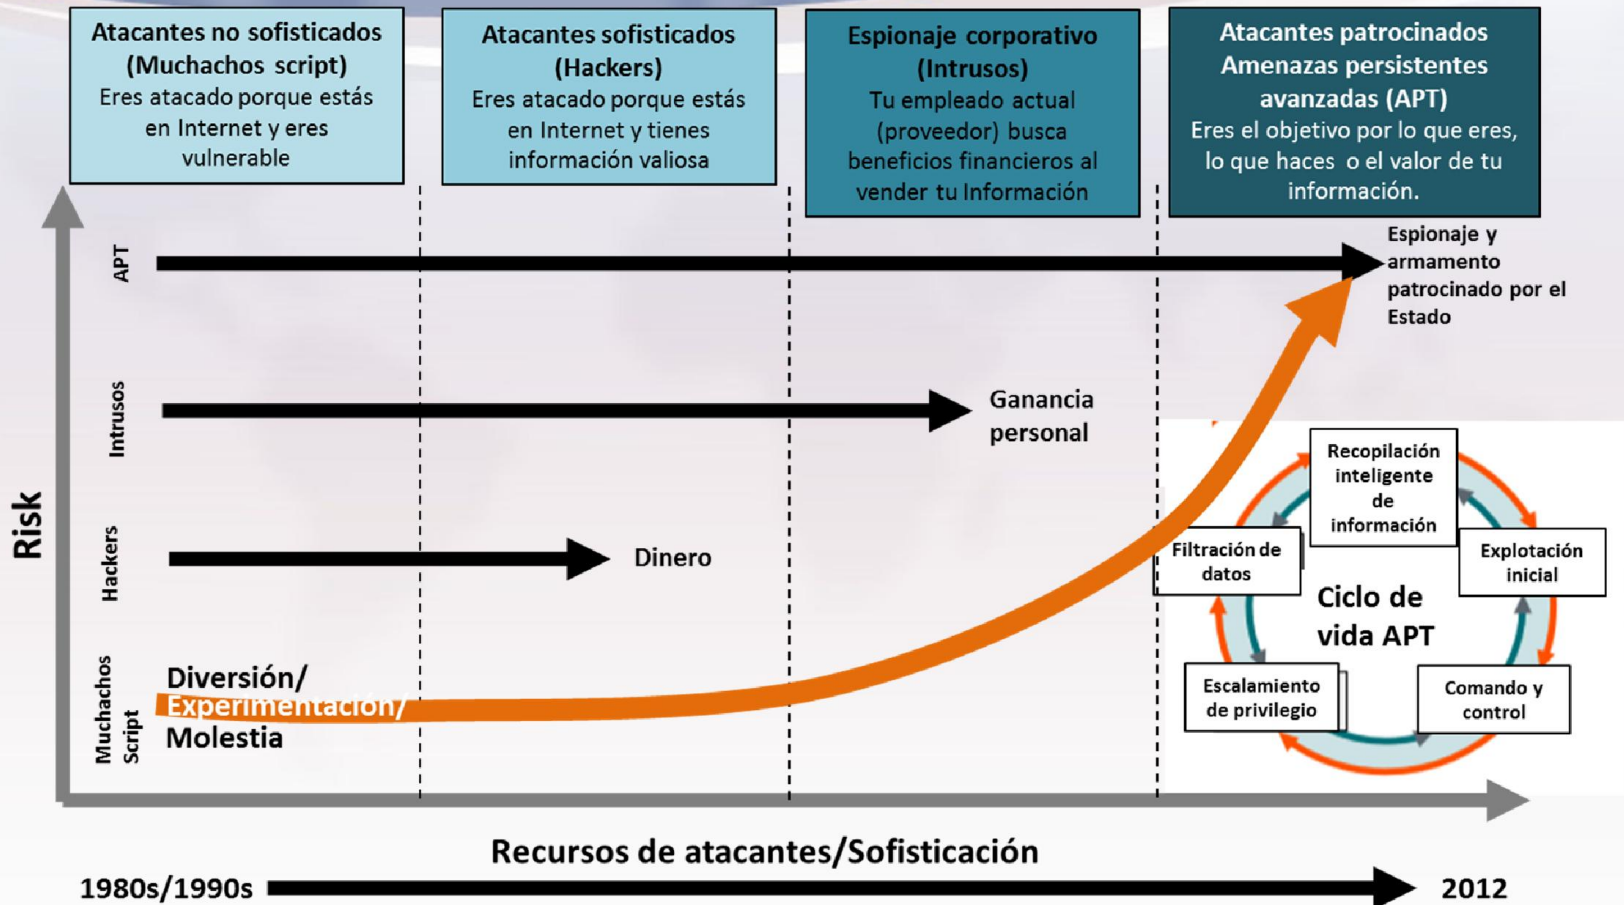 Atacantes no sofisticados
(Muchachos script)
Eres atacado porque estás
en Internet y eres
vulnerable
Atacantes sofisticados
(Hackers)
Eres atacado porque estás
en Internet y tienes
información valiosa
Espionaje corporativo
(Intrusos)
Tu empleado actual
(proveedor) busca
beneficios financieros al
vender tu Información
Atacantes patrocinados
Amenazas persistentes
avanzadas (APT)
Eres el objetivo por lo que eres,
lo que haces o el valor de tu
información.
Risk
APT
Espionaje y
armamento
patrocinado por el
Estado
Intrusos
Ganancia
personal
Hackers
Dinero
Muchachos
Script
Diversión/
Experimentación/
Molestia
Recopilación
inteligente
de
información
Filtración de
datos
Explotación
inicial
Ciclo de
vida APT
Escalamiento
de privilegio
Comando y
control
Recursos de atacantes/Sofisticación
1980s/1990s
2012